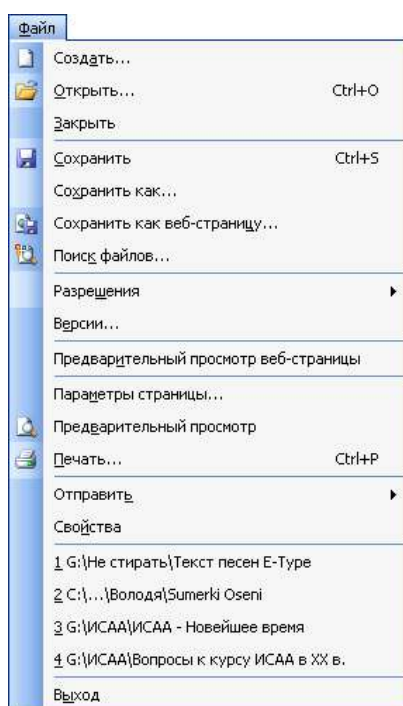 Файл
Создать...
Открыть... Ctrl+O
Закрыть
Сохранить Ctrl+S
Сохранить как...
Сохранить как веб-страницу...
Поиск файлов...
Разрешения
Версии...
Предварительный просмотр веб-страницы
Параметры страницы...
Предварительный просмотр
Печать... Ctrl+P
Отправить
Свойства
1 G:\Не стирать\Текст песен E-Type
2 C:\...\Володя\Sumerki Oseni
3 G:\ИСАА\ИСАА - Новейшее время
4 G:\ИСАА\Вопросы к курсу ИСАА в XX в.
Выход